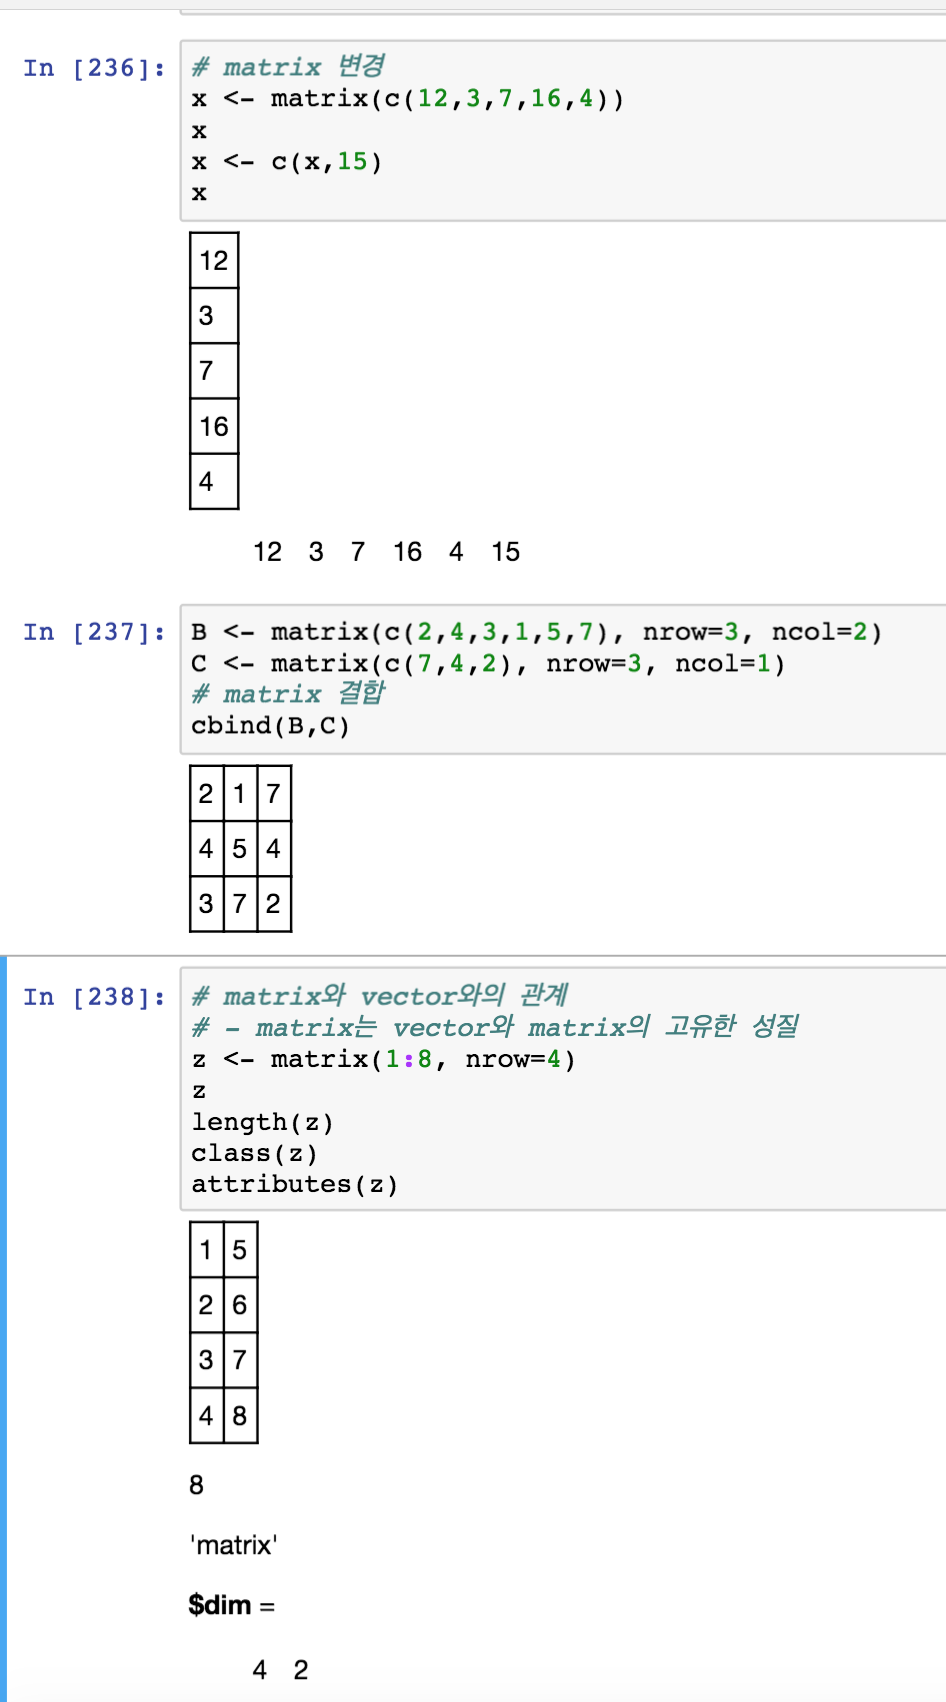 In [236]:
# matrix 변경
x <- matrix(c(12,3,7,16,4))
x
x <- c(x,15)
x
12
3
7
16
4
12 3 7 16 4 15
In [237]:
B <- matrix(c(2,4,3,1,5,7), nrow=3, ncol=2)
C <- matrix(c(7,4,2), nrow=3, ncol=1)
# matrix 결합
cbind(B,C)
2 1 7
4 5 4
3 7 2
In [238]:
# matrix와 vector와의 관계
# - matrix는 vector와 matrix의 고유한 성질
z <- matrix(1:8, nrow=4)
z
length(z)
class(z)
attributes(z)
1 5
2 6
3 7
4 8
8
'matrix'
$dim =
4 2